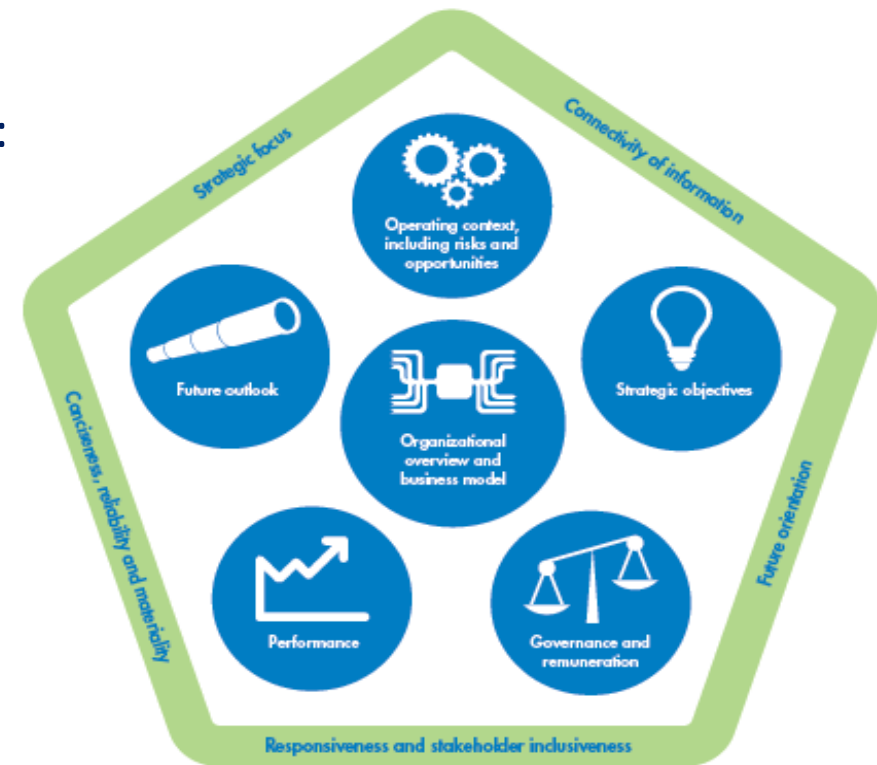 :
Strategic focus
Connectivity of information
Operating context,
including risks and
opportunities
Future outlook
Strategic objectives
Organizational
overview and
business model
Conciseness, reliability and materiality
Future orientation
Performance
Governance and
remuneration
Responsiveness and stakeholder inclusiveness